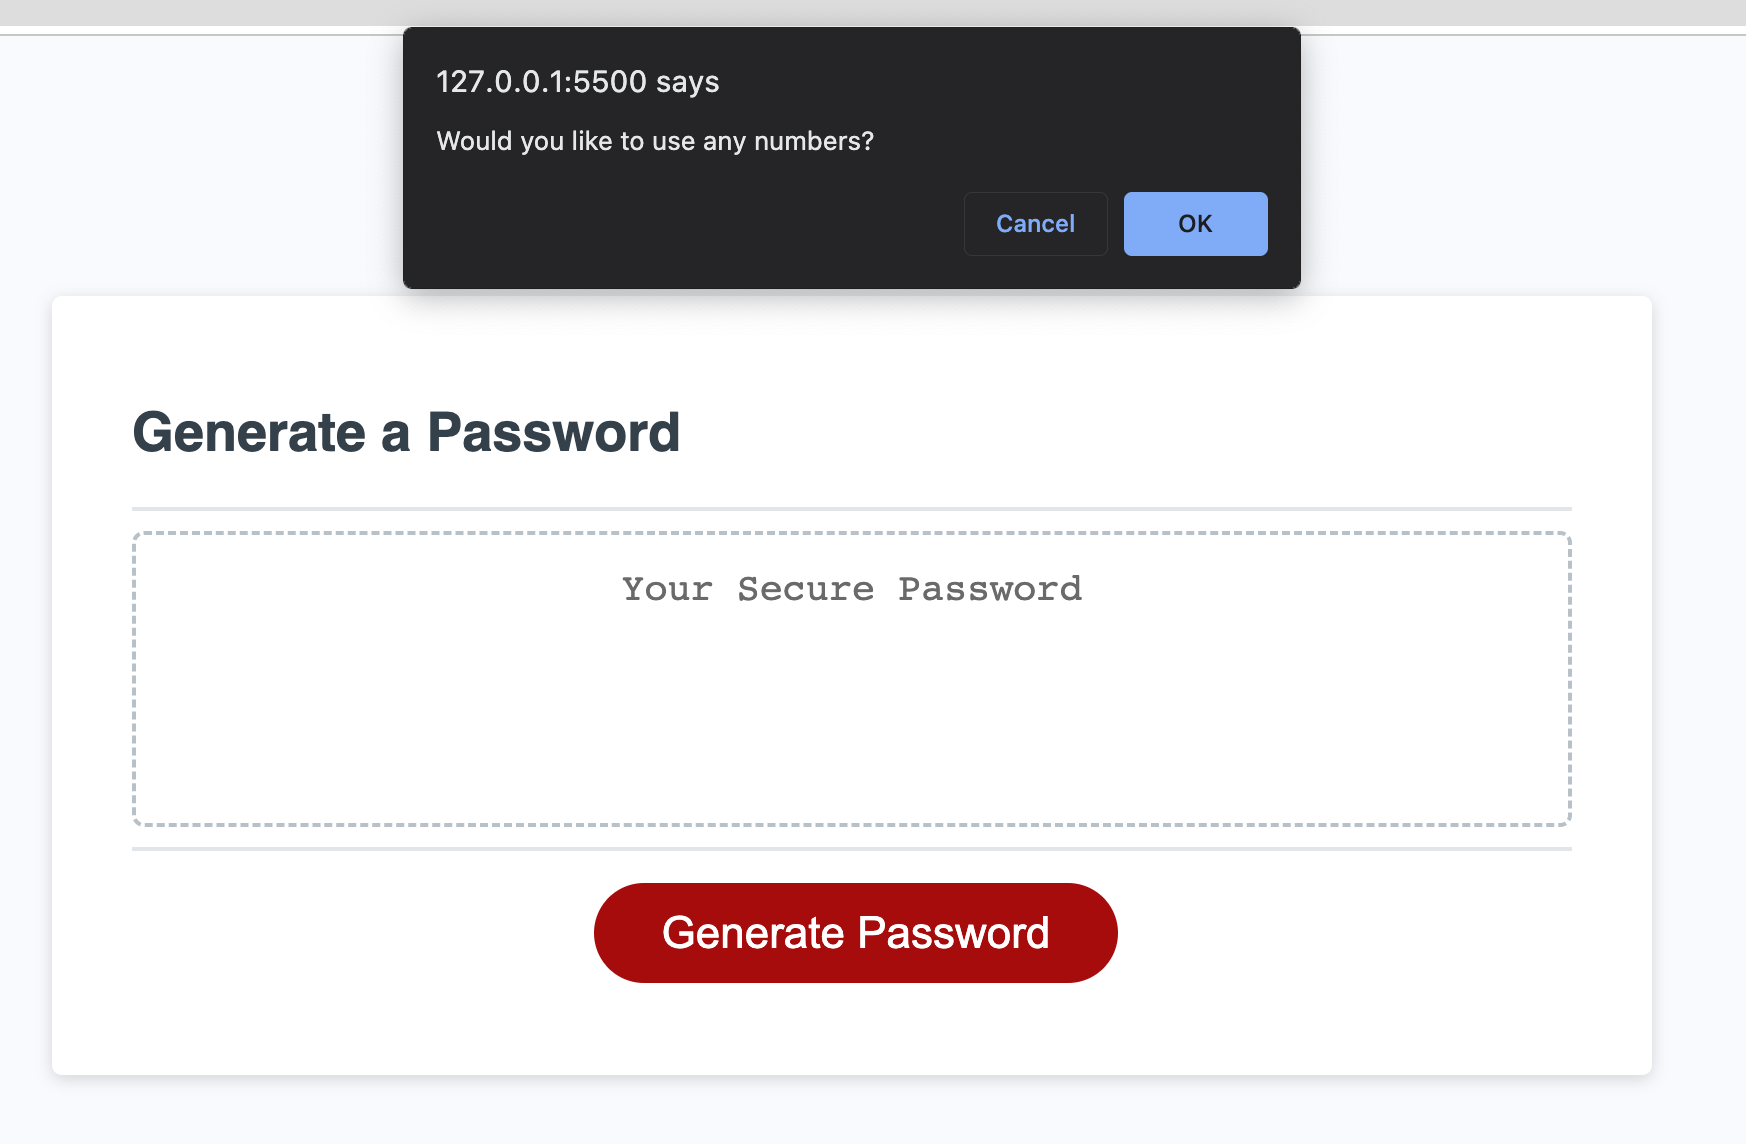 127.0.0.1:5500 says
Would you like to use any numbers?
Cancel
OK
Generate a Password
Your Secure Password
Generate Password